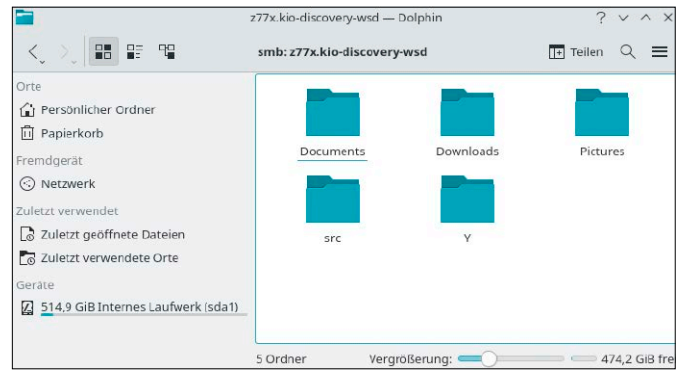 z77x.kio-discovery-wsd — Dolphin
smb: z77x.kio-discovery-wsd
Teilen
Orte
Persönlicher Ordner
Papierkorb
Fremdgerät
Netzwerk
Zuletzt verwendet
Zuletzt geöffnete Dateien
Zuletzt verwendete Orte
Geräte
514,9 GiB Internes Laufwerk (sda1)
Documents
Downloads
Pictures
src
Y
5 Ordner
Vergrößerung:
474,2 GiB fre